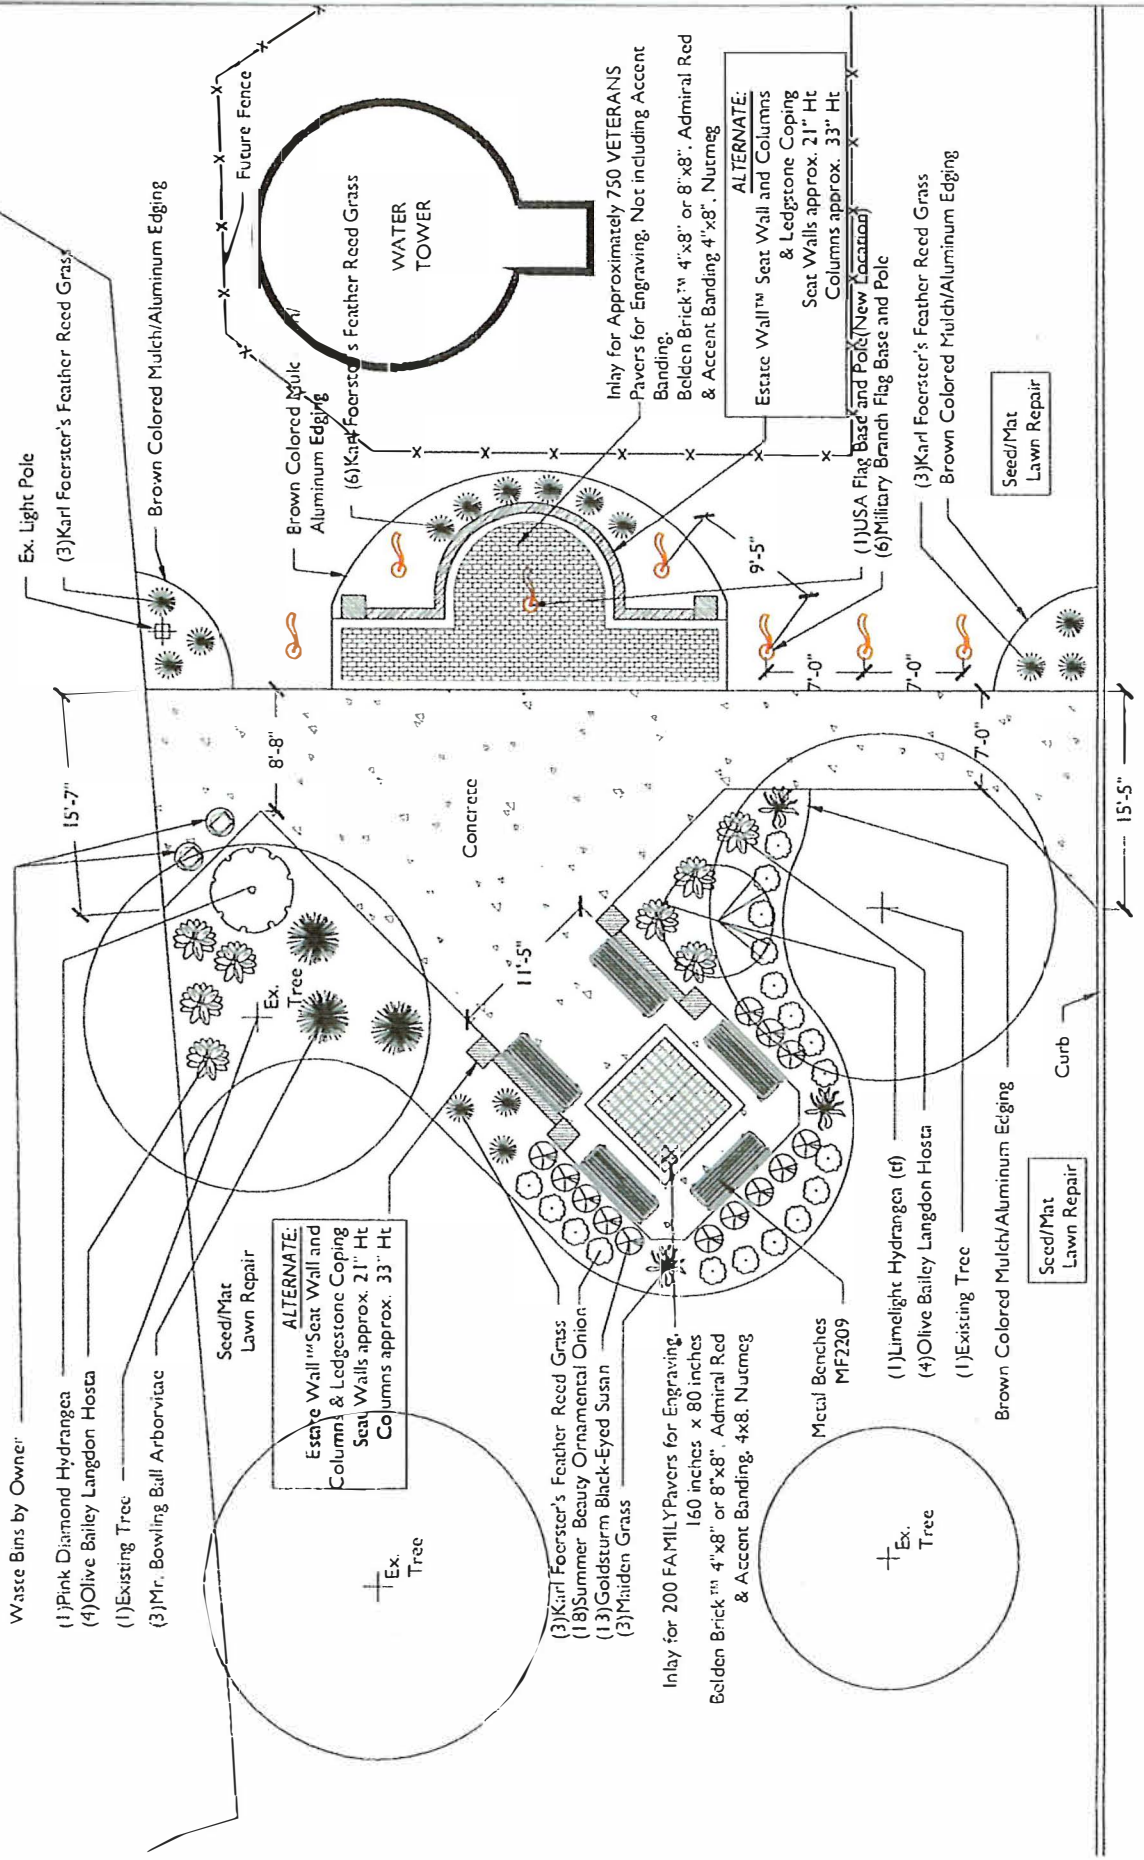 Waste Bins by Owner
(1)Pink Diamond Hydrangea
(4)Olive Bailey Langdon Hosta
(1)Existing Tree
(3)Mr. Bowling Ball Arborvitae
Seed/Mat
Lawn Repair
ALTERNATE:
Estate Wall™Seat Wall and
Columns & Ledgestone Coping
Seat Walls approx. 21" Ht
Columns approx. 33" Ht
Ex.
Tree
(3)Karl Foerster's Feather Reed Grass
(18)Summer Beauty Ornamental Onion
(13)Goldsturm Black-Eyed Susan
(3)Maiden Grass
Inlay for 200 FAMILYPavers for Engraving,
160 inches x 80 inches
Belden Brick™ 4"x8" or 8"x8", Admiral Red
& Accent Banding, 4x8, Nutmeg
Metal Benches
MF2209
Ex.
Tree
(1)Limelight Hydrangea (tf)
(4)Olive Bailey Langdon Hosta
(1)Existing Tree
Brown Colored Mulch/Aluminum Edging
Seed/Mat
Lawn Repair
Curb
15'-7"
8'-8"
Ex.
Tree
11'-5"
Concrete
7'-0"
15'-5"
Ex. Light Pole
(3)Karl Foerster's Feather Reed Grass
Brown Colored Mulch/Aluminum Edging
Future Fence
Brown Colored Mulc
Aluminum Edging
(6)Karl Foerster's Feather Reed Grass
WATER
TOWER
Inlay for Approximately 750 VETERANS
Pavers for Engraving, Not including Accent
Banding.
Belden Brick™ 4"x8" or 8"x8", Admiral Red
& Accent Banding 4"x8", Nutmeg
ALTERNATE:
Estate Wall™ Seat Wall and Columns
& Ledgstone Coping
Seat Walls approx. 21" Ht
Columns approx. 33" Ht
9'-5"
(1)USA Flag Base and Pole(New Location)
(6)Military Branch Flag Base and Pole
7'-0"
7'-0"
(3)Karl Foerster's Feather Reed Grass
Brown Colored Mulch/Aluminum Edging
Seed/Mat
Lawn Repair